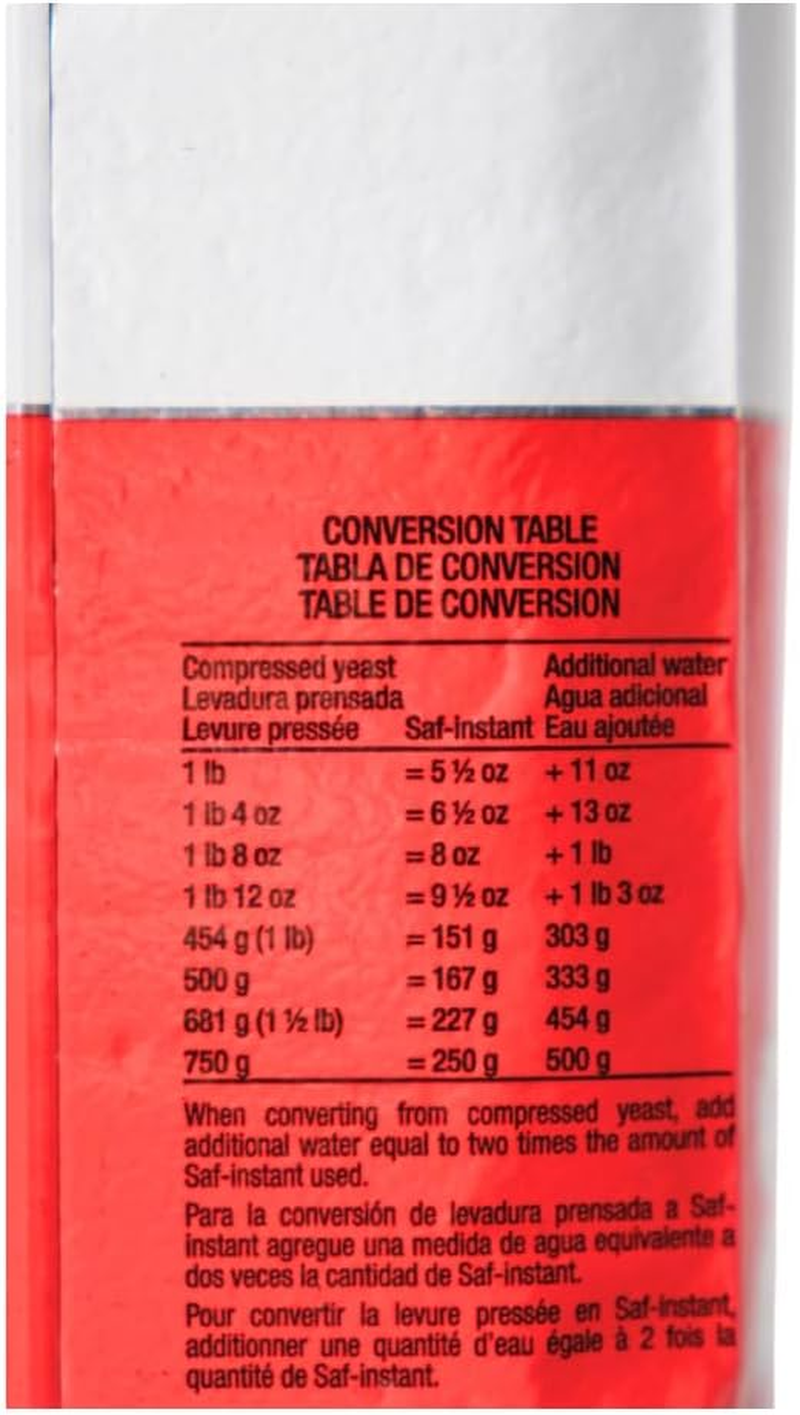 CONVERSION TABLE
TABLA DE CONVERSION
TABLE DE CONVERSION
Compressed yeast Additional water
Levadura prensada Agua adicional
Levure pressée Saf-instant Eau ajoutée
1 lb = 5 ½ oz + 11 oz
1 lb 4 oz = 6 ½ oz + 13 oz
1 lb 8 oz = 8 oz + 1 lb
1 lb 12 oz = 9 ½ oz + 1 lb 3 oz
454 g (1 lb) = 151 g 303 g
500 g = 167 g 333 g
681 g (1 ½ lb) = 227 g 454 g
750 g = 250 g 500 g
When converting from compressed yeast, add
additional water equal to two times the amount of
Saf-instant used.
Para la conversión de levadura prensada a Saf-
instant agregue una medida de agua equivalente a
dos veces la cantidad de Saf-instant.
Pour convertir la levure pressée en Saf-instant,
additionner une quantité d'eau égale à 2 fois la
quantité de Saf-instant.